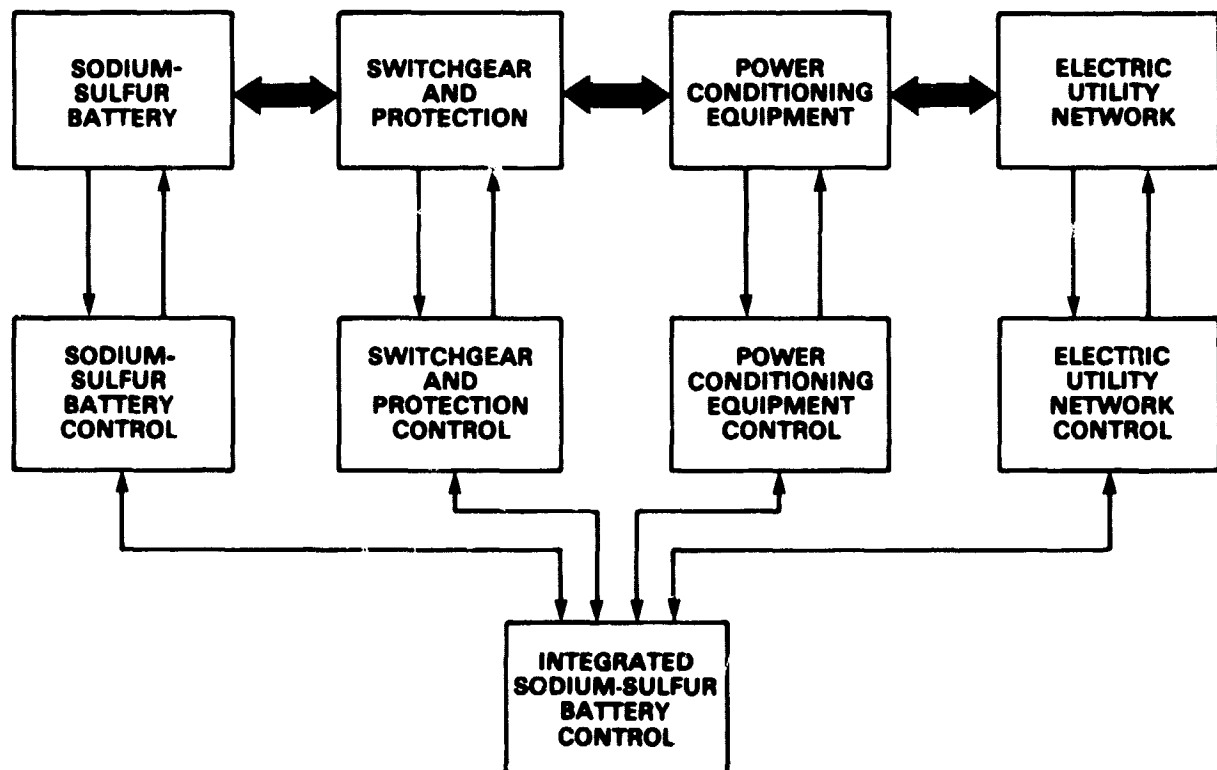 SODIUM-
SULFUR
BATTERY
SWITCHGEAR
AND
PROTECTION
POWER
CONDITIONING
EQUIPMENT
ELECTRIC
UTILITY
NETWORK
SODIUM-
SULFUR
BATTERY
CONTROL
SWITCHGEAR
AND
PROTECTION
CONTROL
POWER
CONDITIONING
EQUIPMENT
CONTROL
ELECTRIC
UTILITY
NETWORK
CONTROL
INTEGRATED
SODIUM-SULFUR
BATTERY
CONTROL